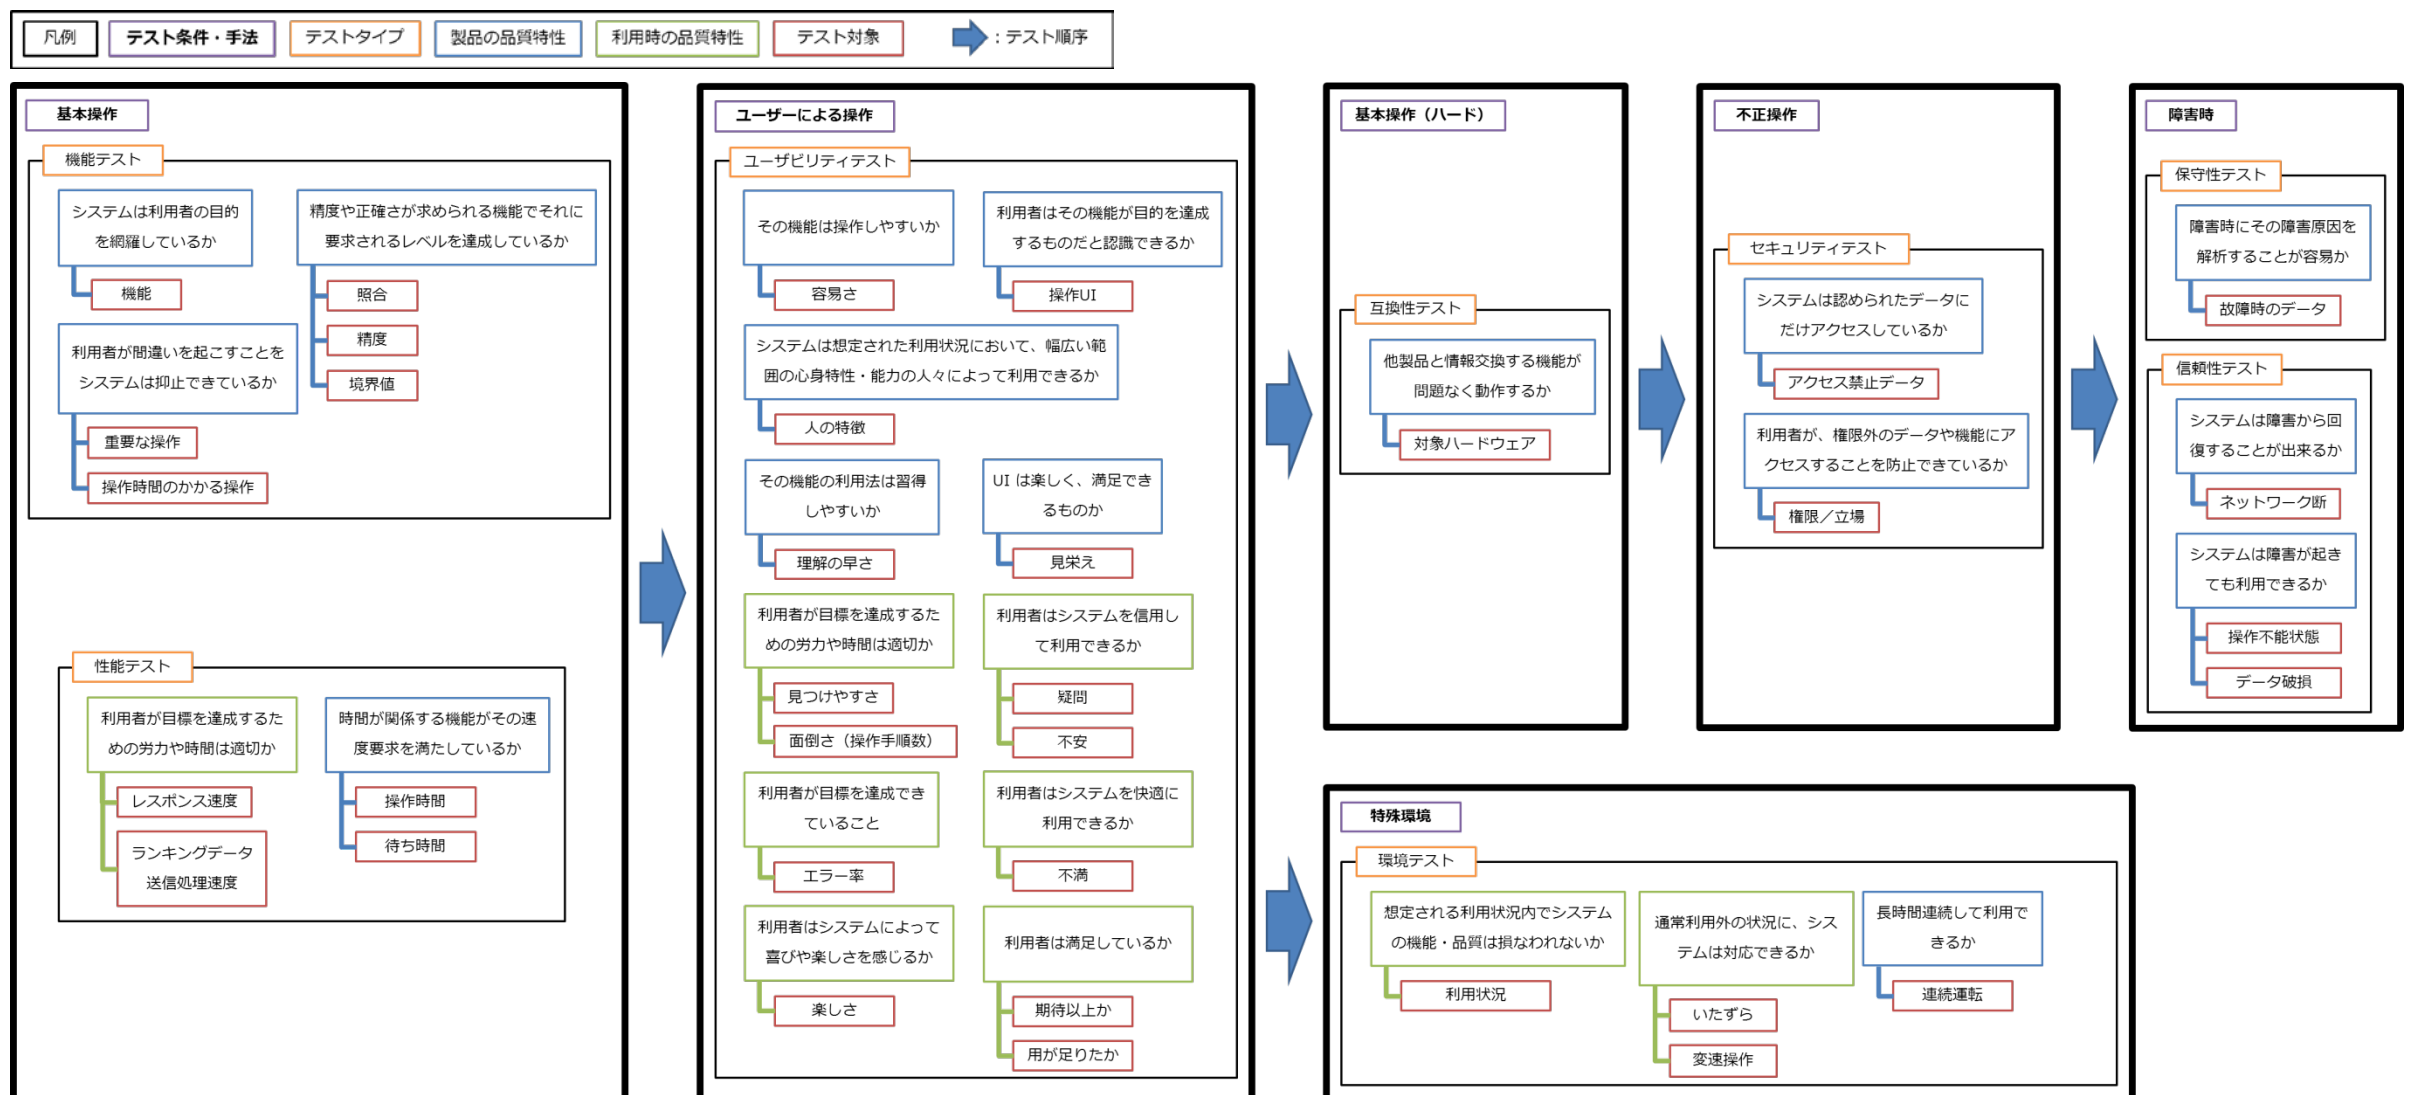 凡例
テスト条件・手法
テストタイプ
製品の品質特性
利用時の品質特性
テスト対象
：テスト順序
基本操作
機能テスト
システムは利用者の目的
を網羅しているか
機能
精度や正確さが求められる機能でそれに
要求されるレベルを達成しているか
照合
精度
境界値
利用者が間違いを起こすことを
システムは抑止できているか
重要な操作
操作時間のかかる操作
性能テスト
利用者が目標を達成するた
めの労力や時間は適切か
レスポンス速度
ランキングデータ
送信処理速度
時間が関係する機能がその速
度要求を満たしているか
操作時間
待ち時間
ユーザーによる操作
ユーザビリティテスト
その機能は操作しやすいか
容易さ
利用者はその機能が目的を達成
するものだと認識できるか
操作UI
システムは想定された利用状況において、幅広い範
囲の心身特性・能力の人々によって利用できるか
人の特徴
その機能の利用法は習得
しやすいか
理解の早さ
UI は楽しく、満足でき
るものか
見栄え
利用者が目標を達成するた
めの労力や時間は適切か
見つけやすさ
面倒さ（操作手順数）
利用者はシステムを信用し
て利用できるか
疑問
不安
利用者が目標を達成でき
ていること
エラー率
利用者はシステムを快適に
利用できるか
不満
利用者はシステムによって
喜びや楽しさを感じるか
楽しさ
利用者は満足しているか
期待以上か
用が足りたか
基本操作（ハード）
互換性テスト
他製品と情報交換する機能が
問題なく動作するか
対象ハードウェア
不正操作
セキュリティテスト
システムは認められたデータに
だけアクセスしているか
アクセス禁止データ
利用者が、権限外のデータや機能にア
クセスすることを防止できているか
権限／立場
障害時
保守性テスト
障害時にその障害原因を
解析することが容易か
故障時のデータ
信頼性テスト
システムは障害から回
復することが出来るか
ネットワーク断
システムは障害が起き
ても利用できるか
操作不能状態
データ破損
特殊環境
環境テスト
想定される利用状況内でシステム
の機能・品質は損なわれないか
利用状況
通常利用外の状況に、シス
テムは対応できるか
いたずら
変速操作
長時間連続して利用で
きるか
連続運転